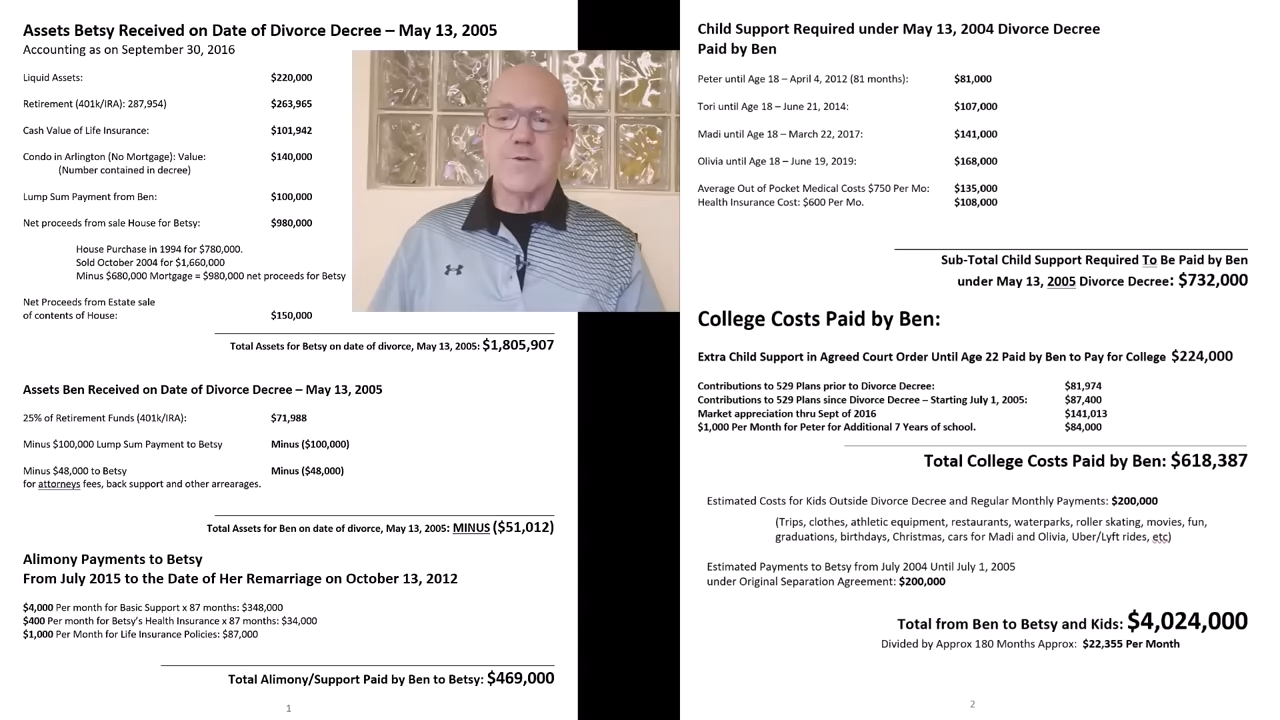 Assets Betsy Received on Date of Divorce Decree – May 13, 2005
Accounting as on September 30, 2016
Liquid Assets: $220,000
Retirement (401k/IRA): 287,954) $263,965
Cash Value of Life Insurance: $101,942
Condo in Arlington (No Mortgage): Value: $140,000
(Number contained in decree)
Lump Sum Payment from Ben: $100,000
Net proceeds from sale House for Betsy: $980,000
House Purchase in 1994 for $780,000.
Sold October 2004 for $1,660,000
Minus $680,000 Mortgage = $980,000 net proceeds for Betsy
Net Proceeds from Estate sale
of contents of House: $150,000
Total Assets for Betsy on date of divorce, May 13, 2005: $1,805,907
Assets Ben Received on Date of Divorce Decree – May 13, 2005
25% of Retirement Funds (401k/IRA): $71,988
Minus $100,000 Lump Sum Payment to Betsy Minus ($100,000)
Minus $48,000 to Betsy Minus ($48,000)
for attorneys fees, back support and other arrearages.
Total Assets for Ben on date of divorce, May 13, 2005: MINUS ($51,012)
Alimony Payments to Betsy
From July 2015 to the Date of Her Remarriage on October 13, 2012
$4,000 Per month for Basic Support x 87 months: $348,000
$400 Per month for Betsy's Health Insurance x 87 months: $34,000
$1,000 Per Month for Life Insurance Policies: $87,000
Total Alimony/Support Paid by Ben to Betsy: $469,000
1
Child Support Required under May 13, 2004 Divorce Decree
Paid by Ben
Peter until Age 18 – April 4, 2012 (81 months): $81,000
Tori until Age 18 – June 21, 2014: $107,000
Madi until Age 18 – March 22, 2017: $141,000
Olivia until Age 18 – June 19, 2019: $168,000
Average Out of Pocket Medical Costs $750 Per Mo: $135,000
Health Insurance Cost: $600 Per Mo. $108,000
Sub-Total Child Support Required To Be Paid by Ben
under May 13, 2005 Divorce Decree: $732,000
College Costs Paid by Ben:
Extra Child Support in Agreed Court Order Until Age 22 Paid by Ben to Pay for College $224,000
Contributions to 529 Plans prior to Divorce Decree: $81,974
Contributions to 529 Plans since Divorce Decree – Starting July 1, 2005: $87,400
Market appreciation thru Sept of 2016 $141,013
$1,000 Per Month for Peter for Additional 7 Years of school. $84,000
Total College Costs Paid by Ben: $618,387
Estimated Costs for Kids Outside Divorce Decree and Regular Monthly Payments: $200,000
(Trips, clothes, athletic equipment, restaurants, waterparks, roller skating, movies, fun,
graduations, birthdays, Christmas, cars for Madi and Olivia, Uber/Lyft rides, etc)
Estimated Payments to Betsy from July 2004 Until July 1, 2005
under Original Separation Agreement: $200,000
Total from Ben to Betsy and Kids: $4,024,000
Divided by Approx 180 Months Approx: $22,355 Per Month
2